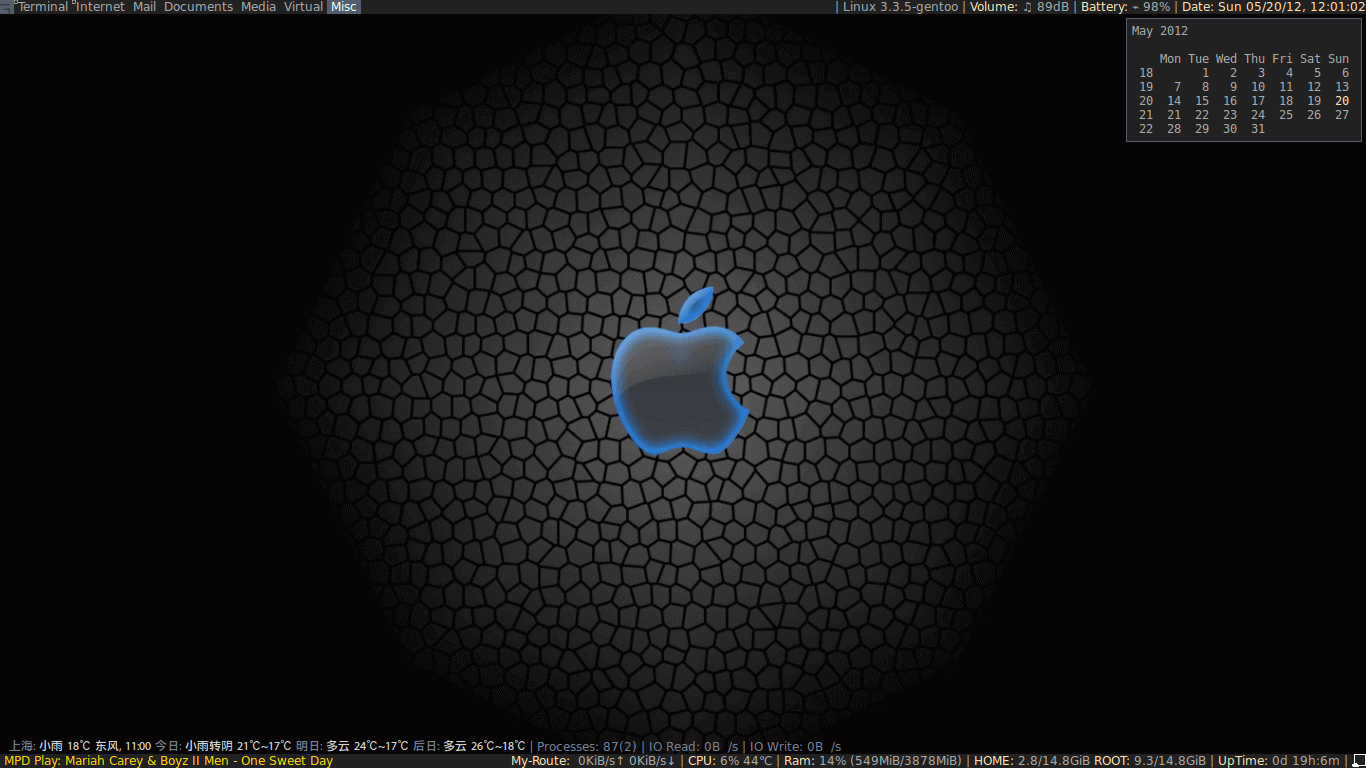 Terminal Internet Mail Documents Media Virtual Misc | Linux 3.3.5-gentoo | Volume: ♫ 89dB | Battery: ⌁ 98% | Date: Sun 05/20/12, 12:01:02
May 2012
Mon Tue Wed Thu Fri Sat Sun
18 1 2 3 4 5 6
19 7 8 9 10 11 12 13
20 14 15 16 17 18 19 20
21 21 22 23 24 25 26 27
22 28 29 30 31
上海: 小雨 18℃ 东风, 11:00 今日: 小雨转阴 21℃~17℃ 明日: 多云 24℃~17℃ 后日: 多云 26℃~18℃ | Processes: 87(2) | IO Read: 0B /s | IO Write: 0B /s
MPD Play: Mariah Carey & Boyz II Men - One Sweet Day My-Route: 0KiB/s↑ 0KiB/s↓ | CPU: 6% 44℃ | Ram: 14% (549MiB/3878MiB) | HOME: 2.8/14.8GiB ROOT: 9.3/14.8GiB | UpTime: 0d 19h:6m |